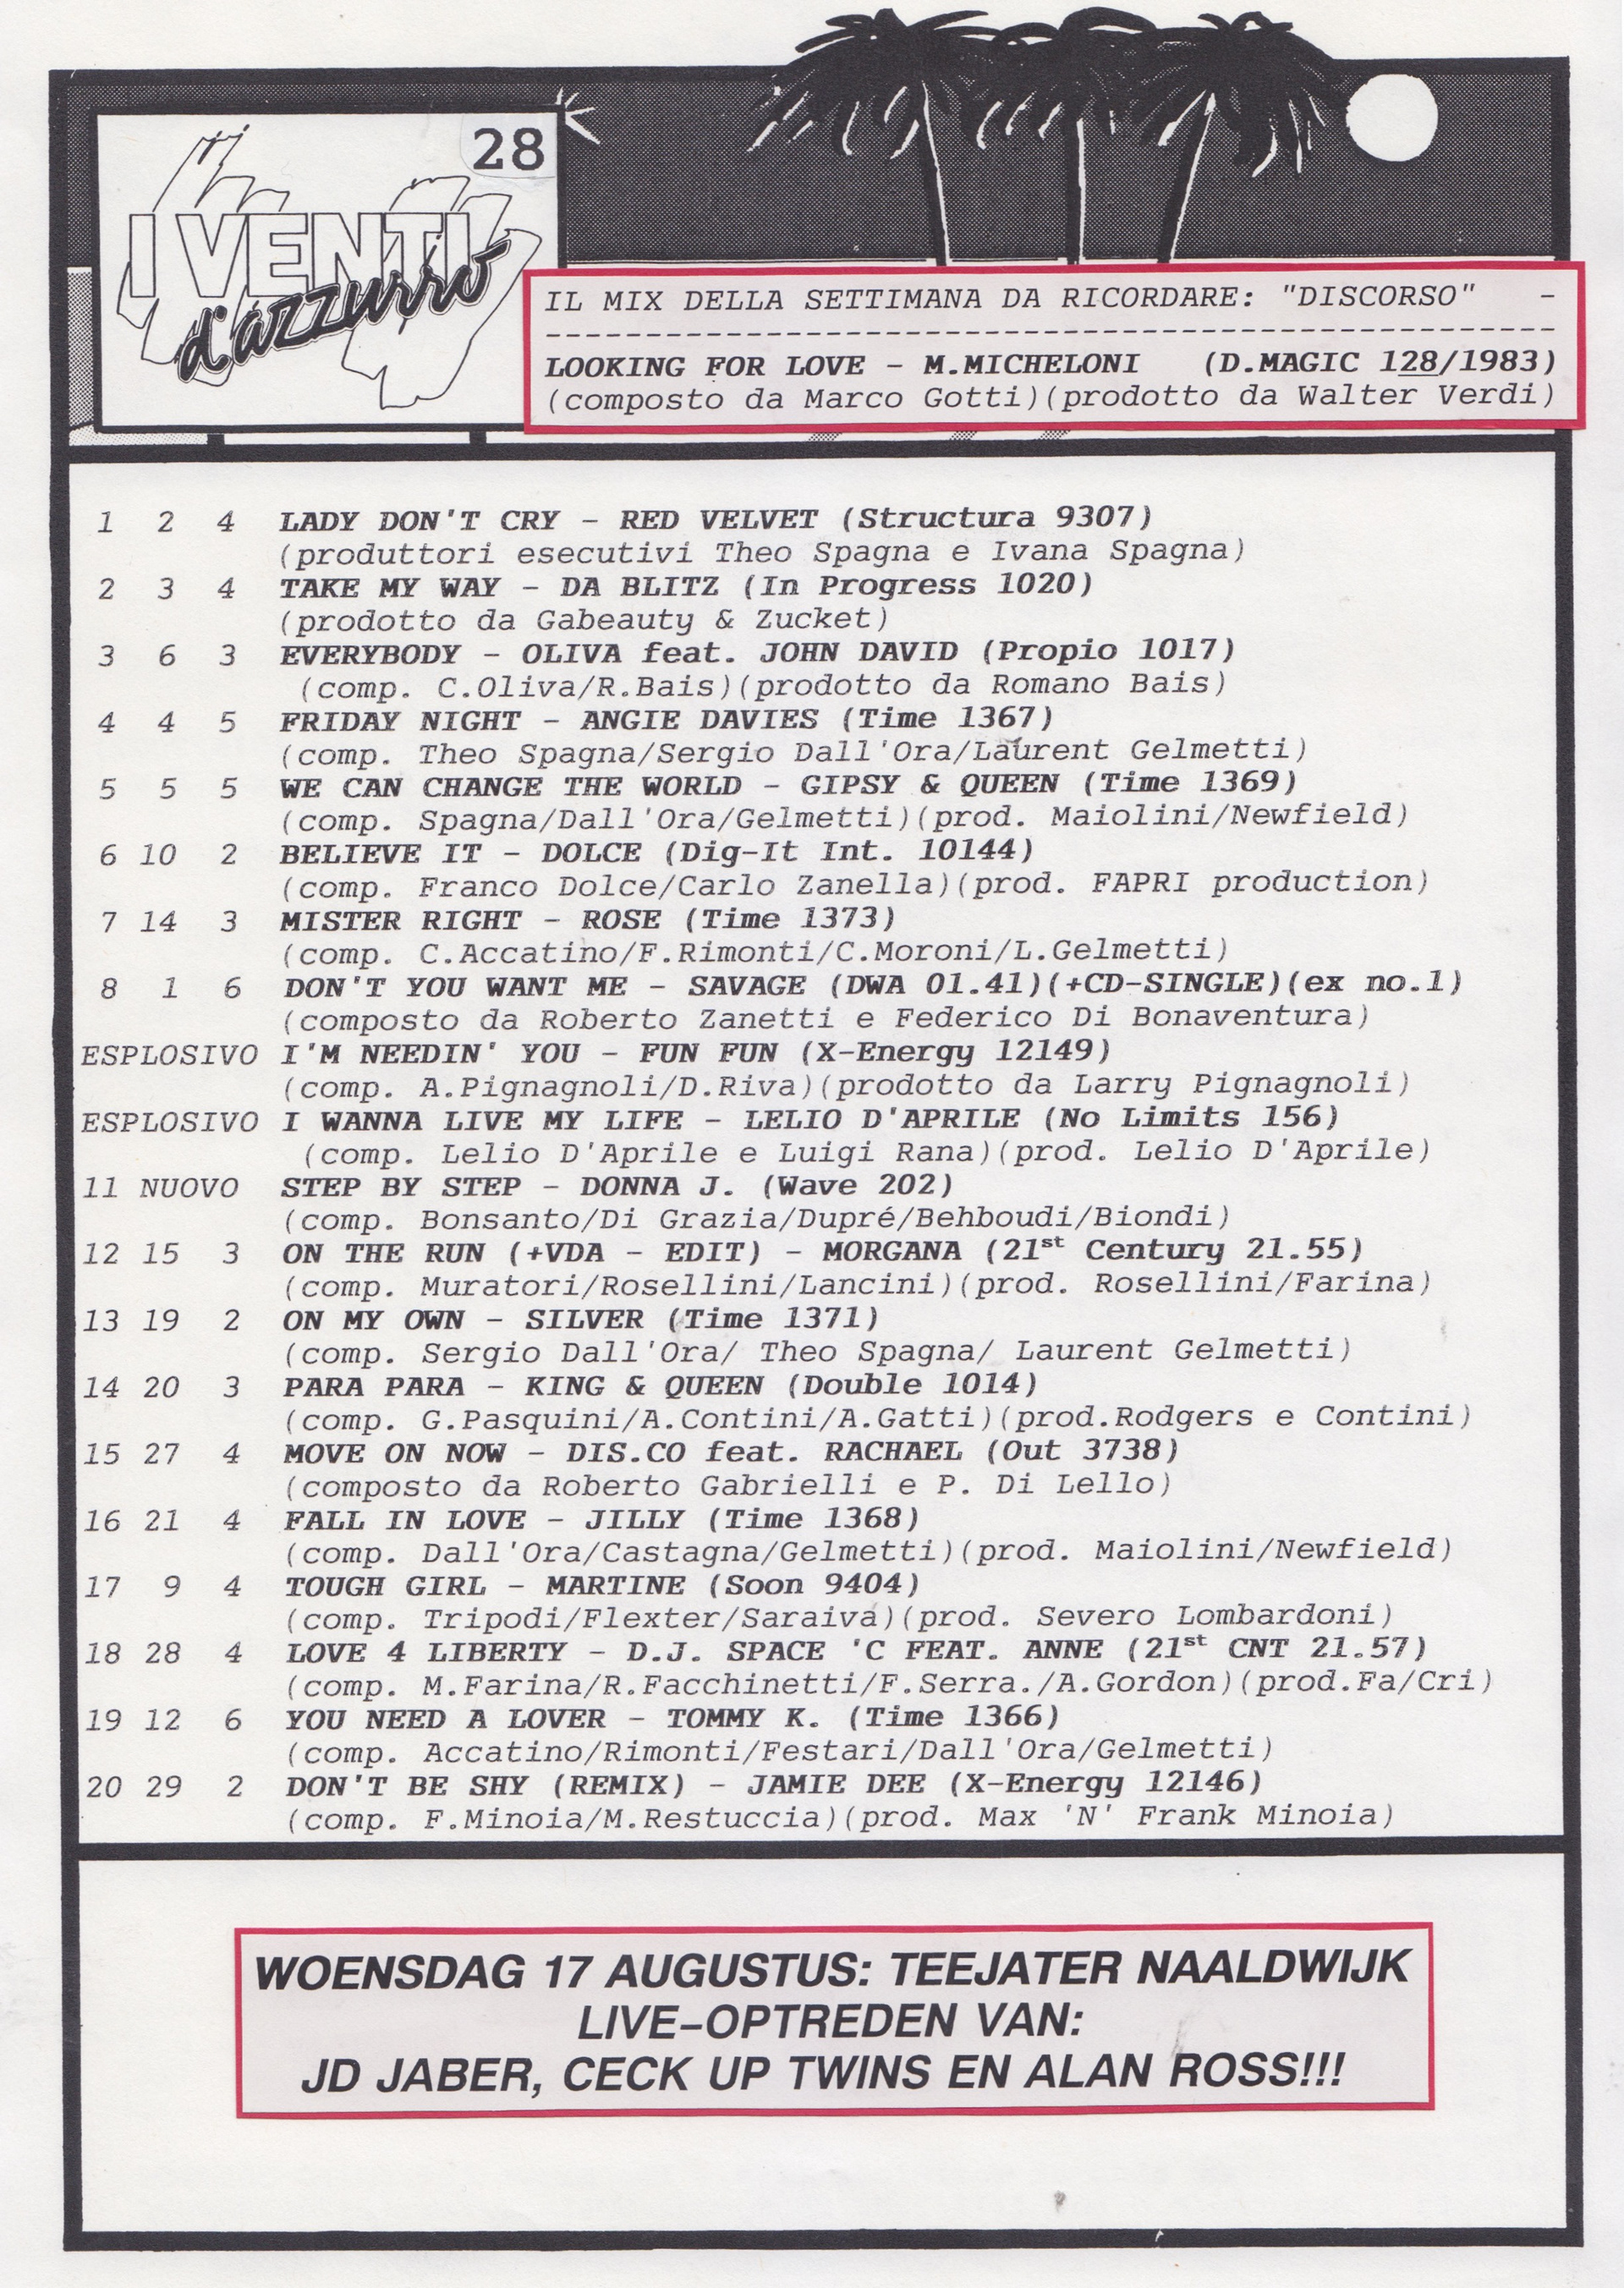 28
I VENTI
d'azzurro
IL MIX DELLA SETTIMANA DA RICORDARE: "DISCORSO" -
---------------------------------------------------
LOOKING FOR LOVE - M.MICHELONI (D.MAGIC 128/1983)
(composto da Marco Gotti)(prodotto da Walter Verdi)
1 2 4 LADY DON'T CRY - RED VELVET (Structura 9307)
(produttori esecutivi Theo Spagna e Ivana Spagna)
2 3 4 TAKE MY WAY - DA BLITZ (In Progress 1020)
(prodotto da Gabeauty & Zucket)
3 6 3 EVERYBODY - OLIVA feat. JOHN DAVID (Propio 1017)
(comp. C.Oliva/R.Bais)(prodotto da Romano Bais)
4 4 5 FRIDAY NIGHT - ANGIE DAVIES (Time 1367)
(comp. Theo Spagna/Sergio Dall'Ora/Laurent Gelmetti)
5 5 5 WE CAN CHANGE THE WORLD - GIPSY & QUEEN (Time 1369)
(comp. Spagna/Dall'Ora/Gelmetti)(prod. Maiolini/Newfield)
6 10 2 BELIEVE IT - DOLCE (Dig-It Int. 10144)
(comp. Franco Dolce/Carlo Zanella)(prod. FAPRI production)
7 14 3 MISTER RIGHT - ROSE (Time 1373)
(comp. C.Accatino/F.Rimonti/C.Moroni/L.Gelmetti)
8 1 6 DON'T YOU WANT ME - SAVAGE (DWA 01.41)(+CD-SINGLE)(ex no.1)
(composto da Roberto Zanetti e Federico Di Bonaventura)
ESPLOSIVO I'M NEEDIN' YOU - FUN FUN (X-Energy 12149)
(comp. A.Pignagnoli/D.Riva)(prodotto da Larry Pignagnoli)
ESPLOSIVO I WANNA LIVE MY LIFE - LELIO D'APRILE (No Limits 156)
(comp. Lelio D'Aprile e Luigi Rana)(prod. Lelio D'Aprile)
11 NUOVO STEP BY STEP - DONNA J. (Wave 202)
(comp. Bonsanto/Di Grazia/Dupré/Behboudi/Biondi)
12 15 3 ON THE RUN (+VDA - EDIT) - MORGANA (21st Century 21.55)
(comp. Muratori/Rosellini/Lancini)(prod. Rosellini/Farina)
13 19 2 ON MY OWN - SILVER (Time 1371)
(comp. Sergio Dall'Ora/ Theo Spagna/ Laurent Gelmetti)
14 20 3 PARA PARA - KING & QUEEN (Double 1014)
(comp. G.Pasquini/A.Contini/A.Gatti)(prod.Rodgers e Contini)
15 27 4 MOVE ON NOW - DIS.CO feat. RACHAEL (Out 3738)
(composto da Roberto Gabrielli e P. Di Lello)
16 21 4 FALL IN LOVE - JILLY (Time 1368)
(comp. Dall'Ora/Castagna/Gelmetti)(prod. Maiolini/Newfield)
17 9 4 TOUGH GIRL - MARTINE (Soon 9404)
(comp. Tripodi/Flexter/Saraiva)(prod. Severo Lombardoni)
18 28 4 LOVE 4 LIBERTY - D.J. SPACE 'C FEAT. ANNE (21st CNT 21.57)
(comp. M.Farina/R.Facchinetti/F.Serra./A.Gordon)(prod.Fa/Cri)
19 12 6 YOU NEED A LOVER - TOMMY K. (Time 1366)
(comp. Accatino/Rimonti/Festari/Dall'Ora/Gelmetti)
20 29 2 DON'T BE SHY (REMIX) - JAMIE DEE (X-Energy 12146)
(comp. F.Minoia/M.Restuccia)(prod. Max 'N' Frank Minoia)
WOENSDAG 17 AUGUSTUS: TEEJATER NAALDWIJK
LIVE-OPTREDEN VAN:
JD JABER, CECK UP TWINS EN ALAN ROSS!!!